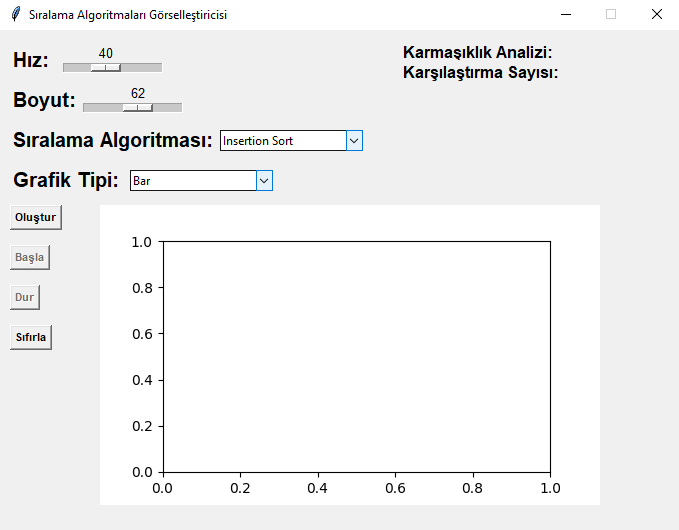 Sıralama Algoritmaları Görselleştiricisi
Hız: 40
Karmaşıklık Analizi:
Karşılaştırma Sayısı:
Boyut: 62
Sıralama Algoritması: Insertion Sort
Grafik Tipi: Bar
Oluştur
Başla
Dur
Sıfırla
1.0
0.8
0.6
0.4
0.2
0.0
0.0 0.2 0.4 0.6 0.8 1.0